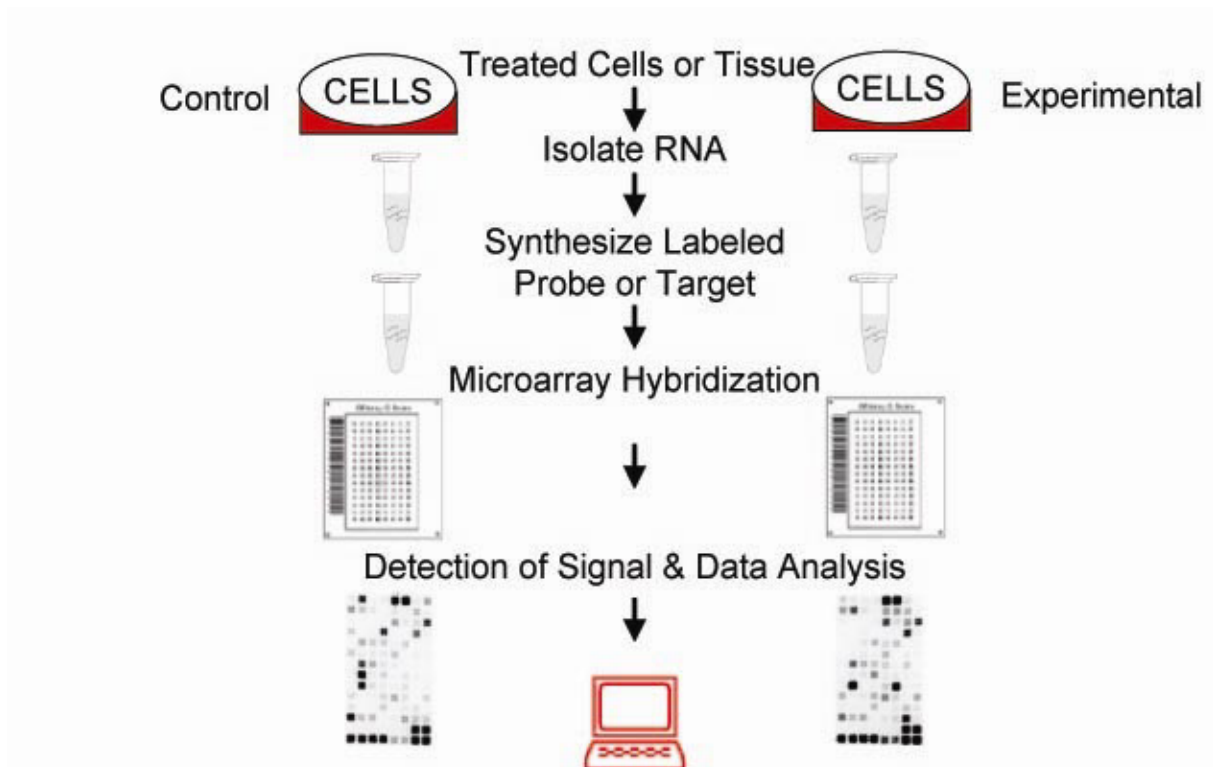 Treated Cells or Tissue
Control
CELLS
CELLS
Experimental
Isolate RNA
Synthesize Labeled
Probe or Target
Microarray Hybridization
Detection of Signal & Data Analysis